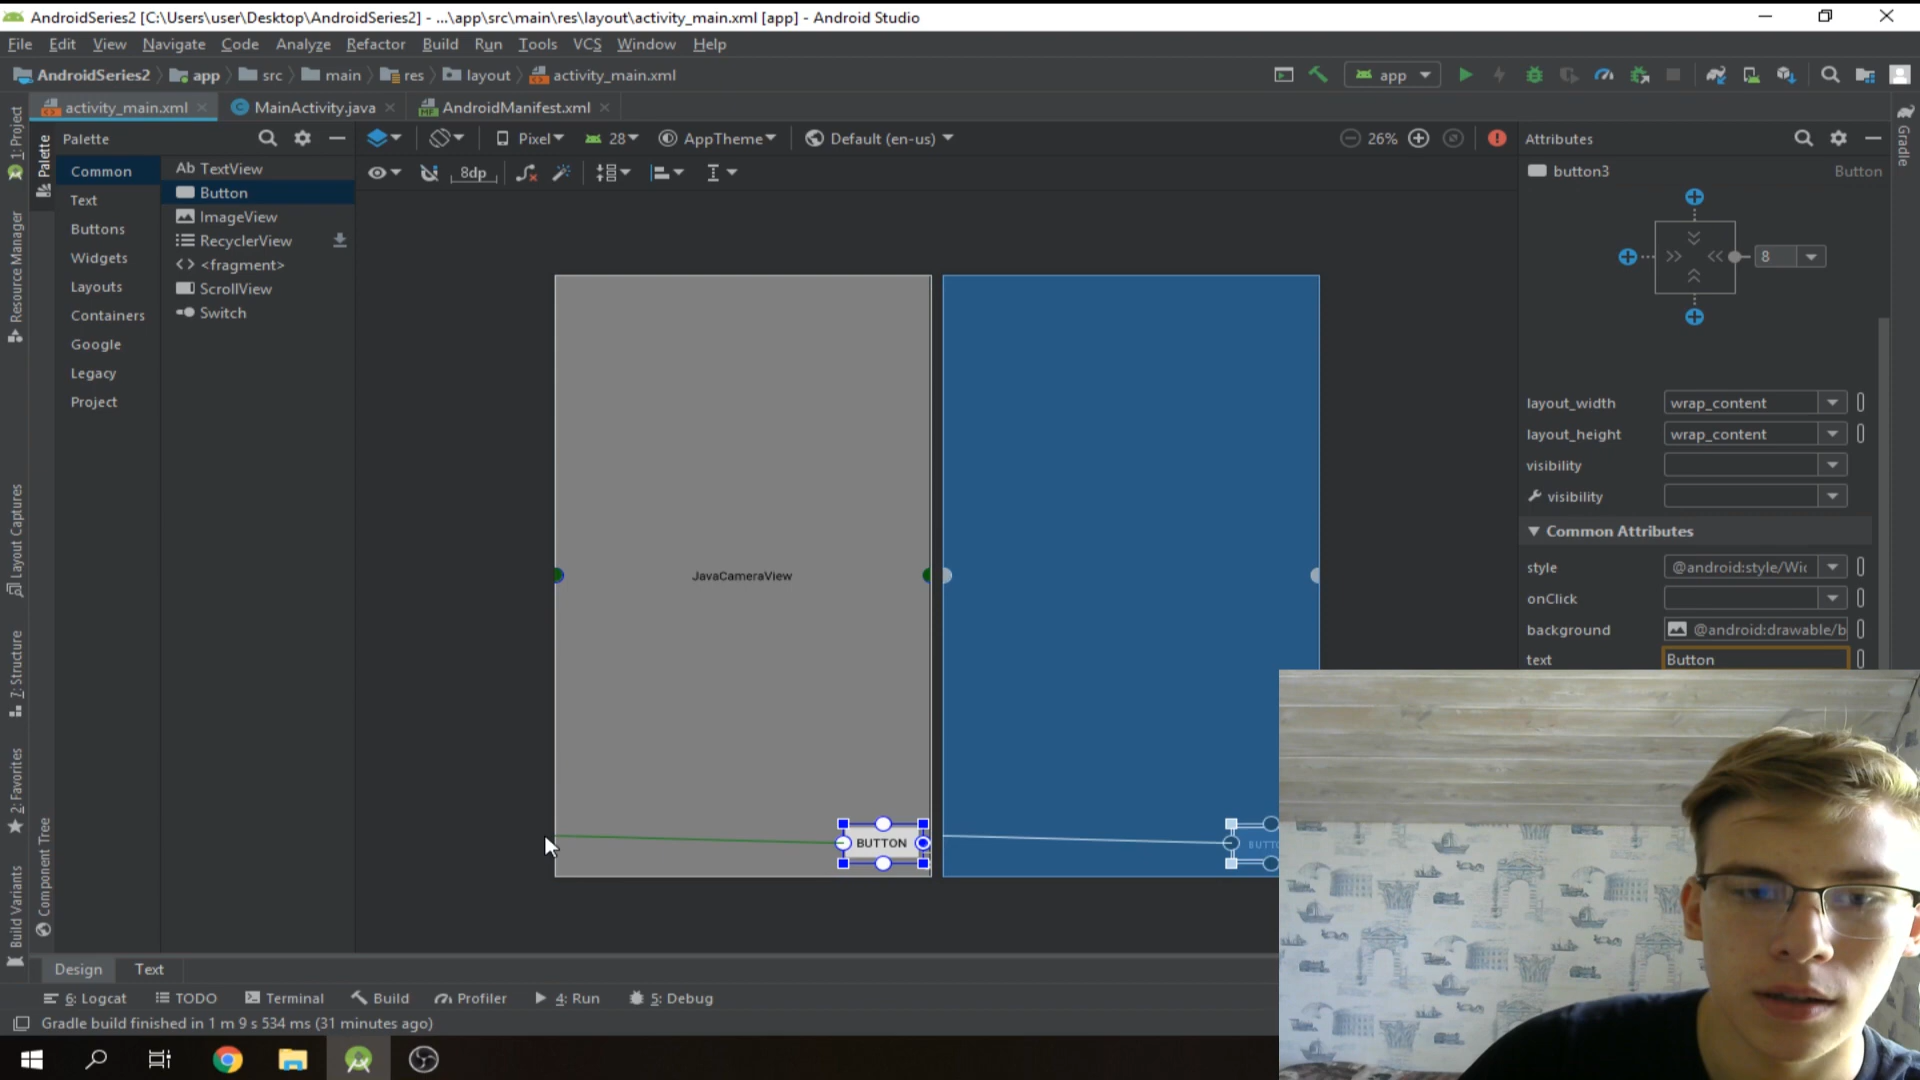 AndroidSeries2 [C:\Users\user\Desktop\AndroidSeries2] - ...\app\src\main\res\layout\activity_main.xml [app] - Android Studio
File Edit View Navigate Code Analyze Refactor Build Run Tools VCS Window Help
AndroidSeries2 app src main res layout activity_main.xml
app
activity_main.xml MainActivity.java AndroidManifest.xml
Palette
Pixel 28 AppTheme Default (en-us) 26%
Attributes
8dp
button3 Button
Common
Text
Buttons
Widgets
Layouts
Containers
Google
Legacy
Project
Ab TextView
Button
ImageView
RecyclerView
<fragment>
ScrollView
Switch
8
layout_width wrap_content
layout_height wrap_content
visibility
visibility
Common Attributes
style @android:style/Wi
onClick
background @android:drawable/b
text Button
JavaCameraView
BUTTON
BUTT
1: Project
Resource Manager
Layout Captures
7: Structure
2: Favorites
Build Variants
Palette
Component Tree
Gradle
Design Text
6: Logcat TODO Terminal Build Profiler 4: Run 5: Debug
Gradle build finished in 1 m 9 s 534 ms (31 minutes ago)